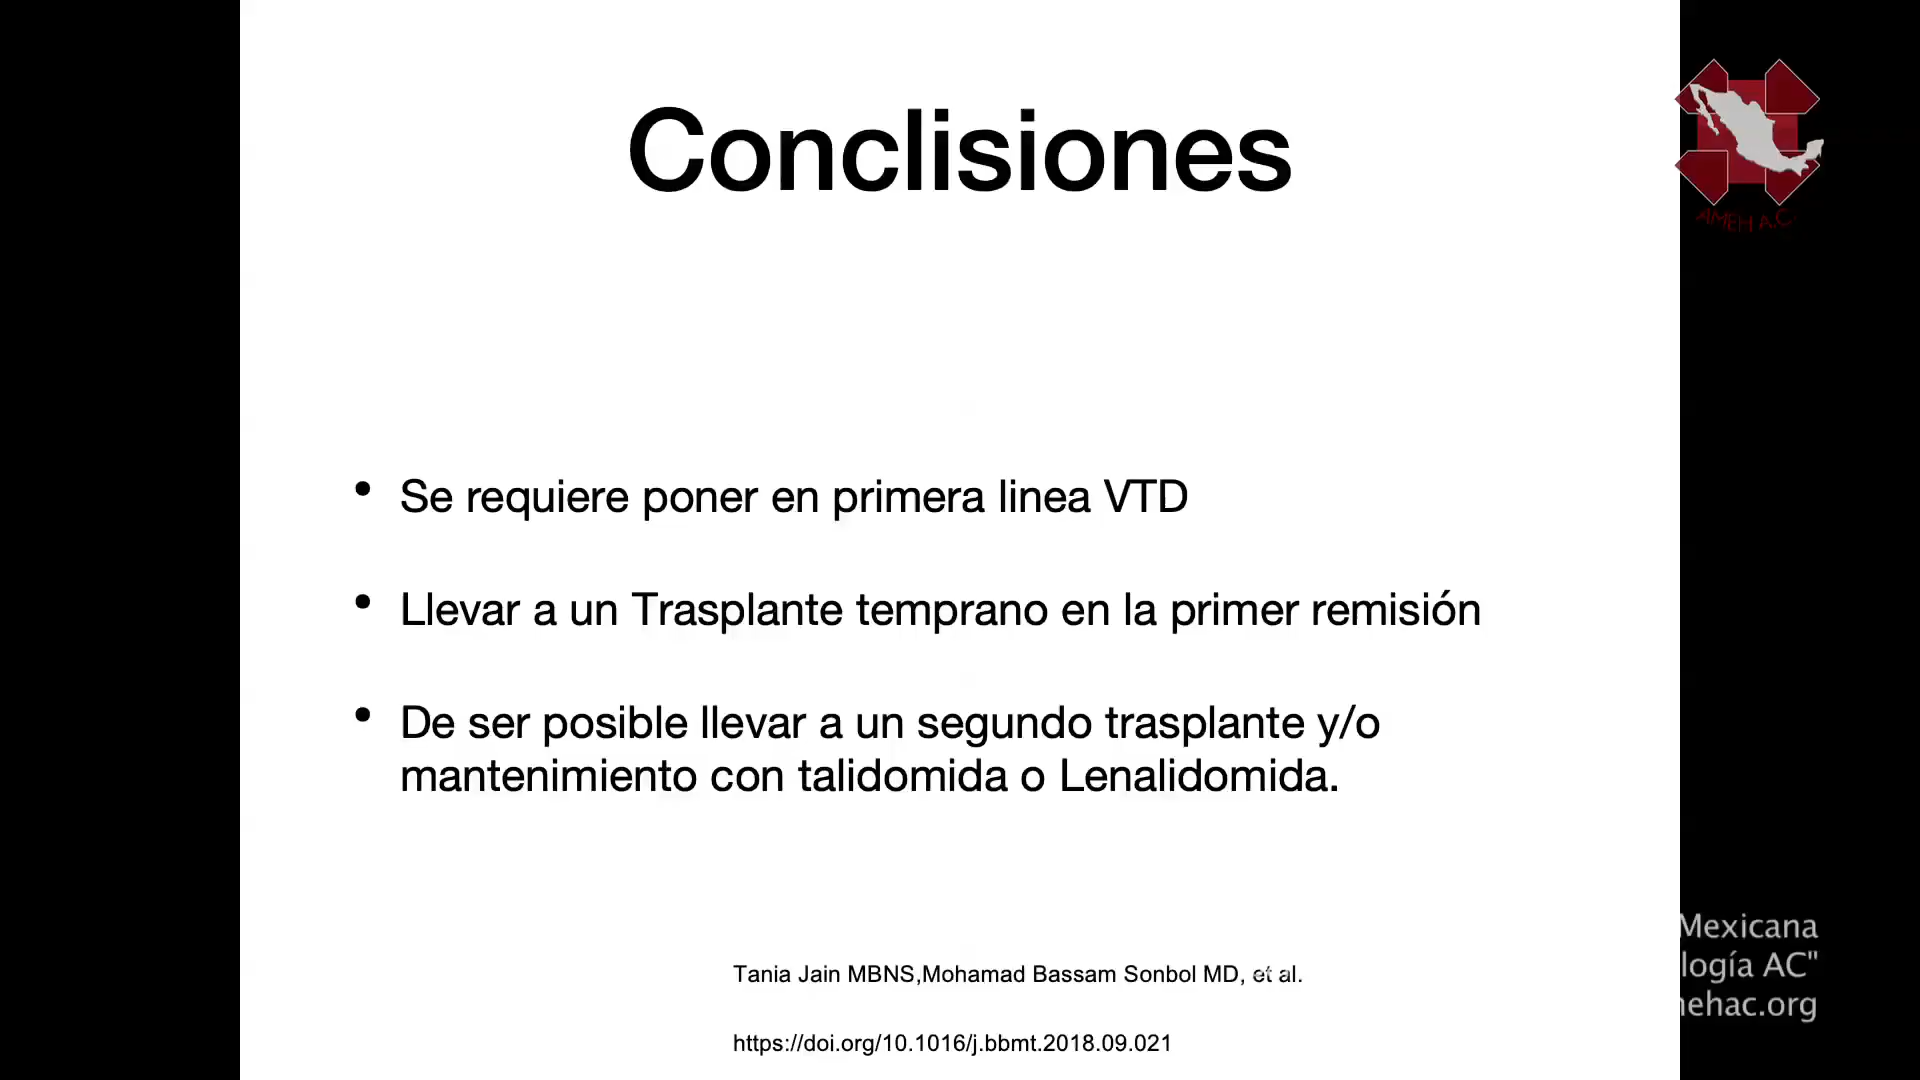 Conclisiones
AMEH A.C.
• Se requiere poner en primera linea VTD
• Llevar a un Trasplante temprano en la primer remisión
• De ser posible llevar a un segundo trasplante y/o
mantenimiento con talidomida o Lenalidomida.
Mexicana
logía AC"
nehac.org
Tania Jain MBNS,Mohamad Bassam Sonbol MD, et al.
https://doi.org/10.1016/j.bbmt.2018.09.021